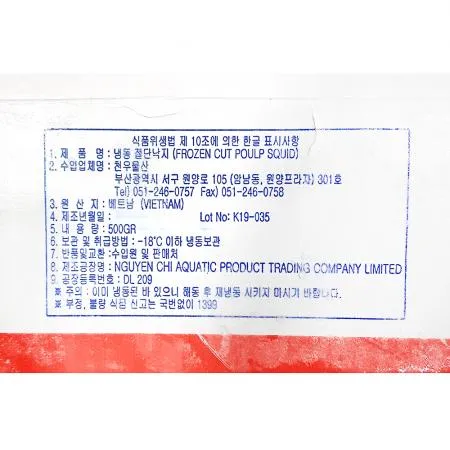 식품위생법 제 10조에 의한 한글 표시사항
1. 제 품 명 : 냉동 절단낙지 (FROZEN CUT POULP SQUID)
2. 수입업체명 : 천우물산
부산광역시 서구 원양로 105 (암남동, 원양프라자) 301호
Tel) 051-246-0757 Fax) 051-246-0758
3. 원 산 지 : 베트남 (VIETNAM)
4. 제조년월일 : Lot No: K19-035
5. 내 용 량 : 500GR
6. 보관 및 취급방법 : -18℃ 이하 냉동보관
7. 반품및교환 : 수입원 및 판매처
8. 제조공장명 : NGUYEN CHI AQUATIC PRODUCT TRADING COMPANY LIMITED
9. 공장등록번호 : DL 209
※ 주의 : 이미 냉동된 바 있으니 해동 후 재냉동 시키지 마시기 바랍니다.
※ 부정, 불량 식품 신고는 국번없이 1399